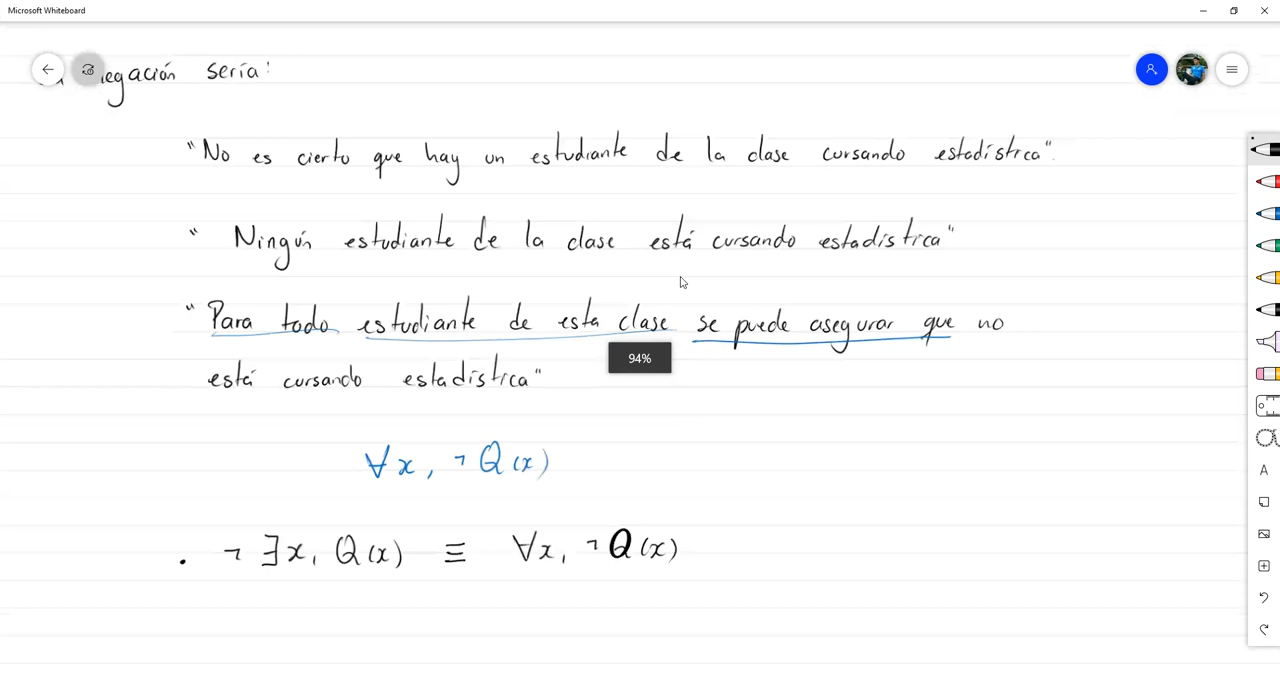 Microsoft Whiteboard
egación sería:
"No es cierto que hay un estudiante de la clase cursando estadística".
" Ningún estudiante de la clase está cursando estadística"
"Para todo estudiante de esta clase se puede asegurar que no
94%
está cursando estadística"
∀x, ¬Q(x)
. ¬∃x, Q(x) ≡ ∀x, ¬Q(x)
A